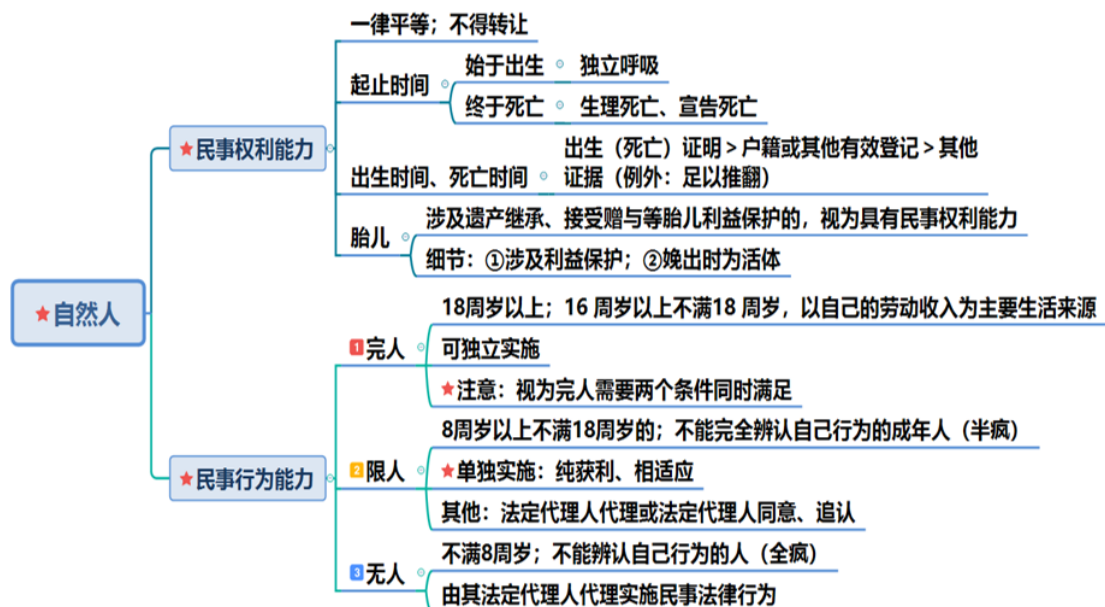 一律平等；不得转让
始于出生 独立呼吸
起止时间
终于死亡 生理死亡、宣告死亡
★民事权利能力
出生（死亡）证明＞户籍或其他有效登记＞其他
出生时间、死亡时间 证据（例外：足以推翻）
涉及遗产继承、接受赠与等胎儿利益保护的，视为具有民事权利能力
胎儿
细节：①涉及利益保护；②娩出时为活体
★自然人
18周岁以上；16 周岁以上不满18 周岁，以自己的劳动收入为主要生活来源
1 完人 可独立实施
★注意：视为完人需要两个条件同时满足
8周岁以上不满18周岁的；不能完全辨认自己行为的成年人（半疯）
★民事行为能力
2 限人 ★单独实施：纯获利、相适应
其他：法定代理人代理或法定代理人同意、追认
不满8周岁；不能辨认自己行为的人（全疯）
3 无人
由其法定代理人代理实施民事法律行为